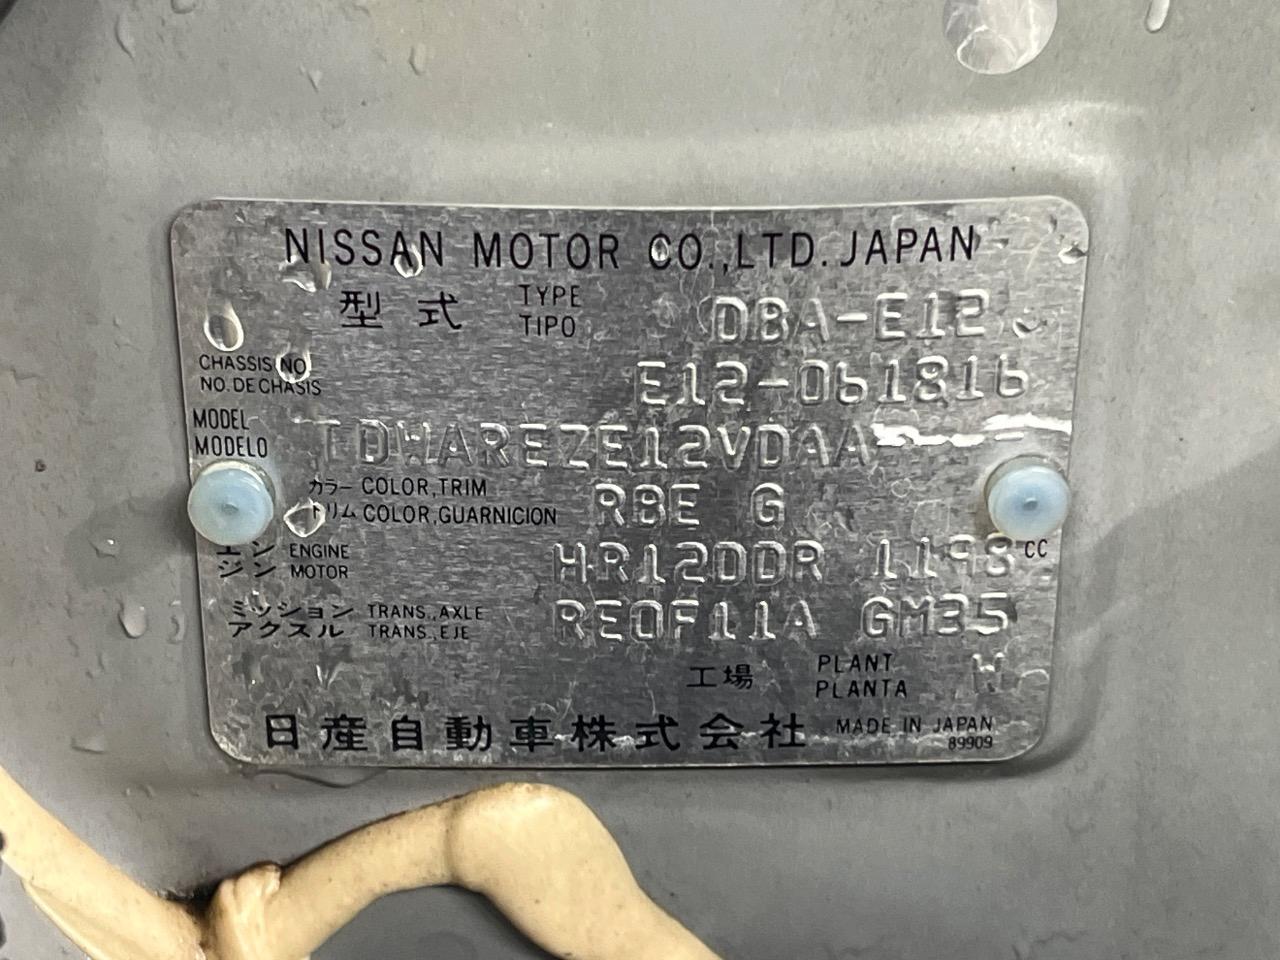 NISSAN MOTOR CO.,LTD. JAPAN
型式 TYPE TIPO DBA-E12
CHASSIS NO. NO. DE CHASIS E12-061816
MODEL MODELO TDWAREZE12VDAA
カラー COLOR,TRIM
トリム COLOR,GUARNICION RBE G
エンジン ENGINE MOTOR HR12DDR 1198 CC
ミッション TRANS.,AXLE
アクスル TRANS.,EJE RE0F11A GM35
工場 PLANT PLANTA W
日産自動車株式会社 MADE IN JAPAN
89909